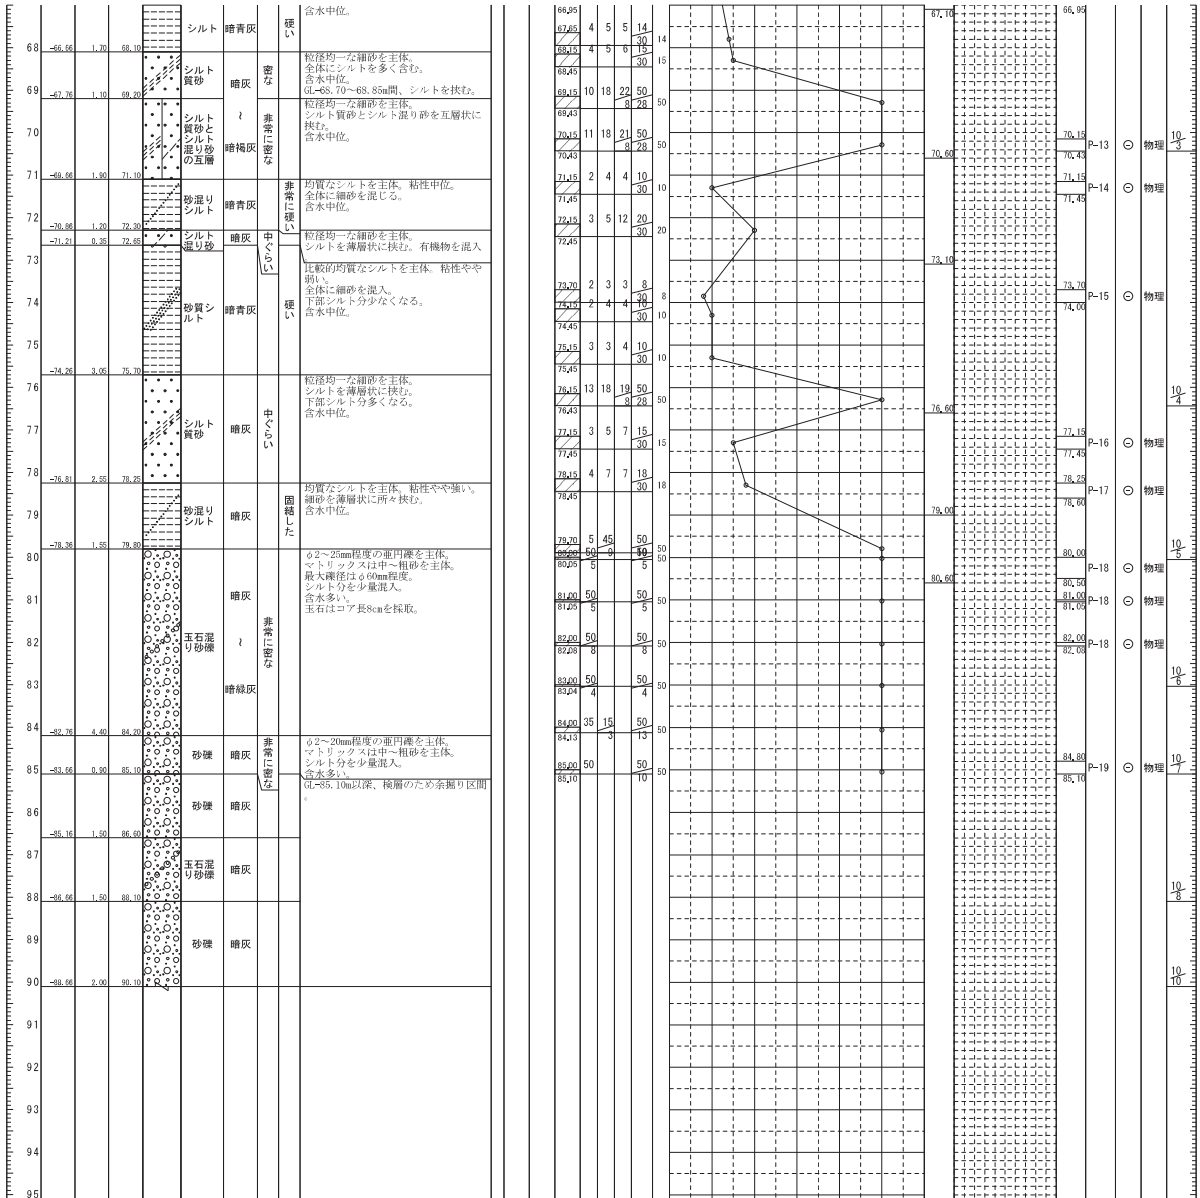 68
69
70
71
72
73
74
75
76
77
78
79
80
81
82
83
84
85
86
87
88
89
90
91
92
93
94
95
-66.66 1.70 68.10
シルト
暗青灰
硬い
含水中位。
-67.76 1.10 69.20
シルト
質砂
暗灰
密な
粒径均一な細砂を主体。
全体にシルトを多く含む。
含水中位。
GL-68.70～68.85m間、シルトを挟む。
-69.66 1.90 71.10
シルト
質砂と
シルト
混り砂
の互層
～
暗褐灰
非常に密な
粒径均一な細砂を主体。
シルト質砂とシルト混り砂を互層状に
挟む。
含水中位。
-70.86 1.20 72.30
砂混り
シルト
暗青灰
非常に硬い
均質なシルトを主体。粘性中位。
全体に細砂を混じる。
含水中位。
-71.21 0.35 72.65
シルト
混り砂
暗灰
中ぐらい
粒径均一な細砂を主体。
シルトを薄層状に挟む。有機物を混入
-74.26 3.05 75.70
砂質シ
ルト
暗青灰
硬い
比較的均質なシルトを主体。粘性やや
弱い。
全体に細砂を混入。
下部シルト分少なくなる。
含水中位。
-76.81 2.55 78.25
シルト
質砂
暗灰
中ぐらい
粒径均一な細砂を主体。
シルトを薄層状に挟む。
下部シルト分多くなる。
含水中位。
-78.36 1.55 79.80
砂混り
シルト
暗灰
固結した
均質なシルトを主体。粘性やや強い。
細砂を薄層状に所々挟む。
含水中位。
-82.76 4.40 84.20
玉石混
り砂礫
暗灰
～
暗緑灰
非常に密な
φ2～25mm程度の亜円礫を主体。
マトリックスは中～粗砂を主体。
最大礫径はφ60mm程度。
シルト分を少量混入。
含水多い。
玉石はコア長8cmを採取。
-83.66 0.90 85.10
砂礫
暗灰
非常に密な
φ2～20mm程度の亜円礫を主体。
マトリックスは中～粗砂を主体。
シルト分を少量混入。
含水多い。
GL-85.10m以深、検層のため余掘り区間
。
-85.16 1.50 86.60
砂礫
暗灰
-86.66 1.50 88.10
玉石混
り砂礫
暗灰
-88.66 2.00 90.10
砂礫
暗灰
66.95
67.65 4 5 5 14
30 14
68.15 4 5 6 15
30 15
68.45
69.15 10 18 22 50
8 28 50
69.43
70.15 11 18 21 50
8 28 50
70.43
71.15 2 4 4 10
30 10
71.45
72.15 3 5 12 20
30 20
72.45
73.70 2 3 3 8
30 8
74.15 2 4 4 10
30 10
74.45
75.15 3 3 4 10
30 10
75.45
76.15 13 18 19 50
8 28 50
76.43
77.15 3 5 7 15
30 15
77.45
78.15 4 7 7 18
30 18
78.45
79.70 5 45 50
9 50
50
80.05 5 5 50
81.00 50 50
81.05 5 5 50
82.00 50 50
82.08 8 8 50
83.00 50 50
83.04 4 4 50
84.00 35 15 50
84.13 3 13 50
85.00 50 50
85.10 10 50
67.10
70.60
73.10
76.60
79.00
80.60
66.95
70.15
70.43
P-13 ⊖ 物理
71.15
71.45
P-14 ⊖ 物理
73.70
74.00
P-15 ⊖ 物理
77.15
77.45
P-16 ⊖ 物理
78.25
78.60
P-17 ⊖ 物理
80.00
80.50
P-18 ⊖ 物理
81.00
81.05
P-18 ⊖ 物理
82.00
82.08
P-18 ⊖ 物理
84.80
85.10
P-19 ⊖ 物理
10/3
10/4
10/5
10/6
10/7
10/8
10/10